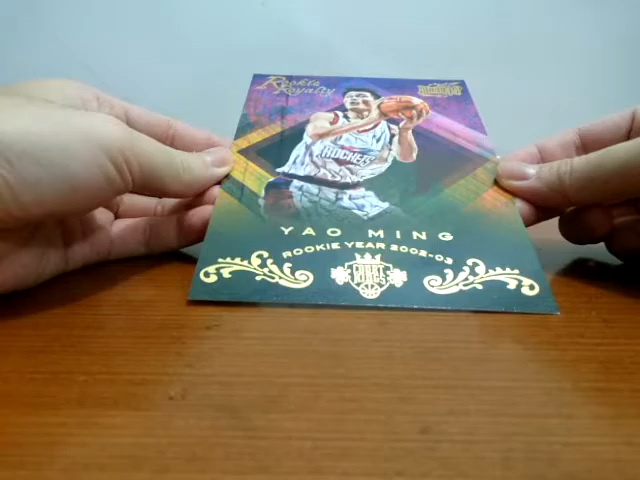 Rookie
Royalty
ROCKETS
YAO MING
ROOKIE YEAR 2002-03
COURT
KINGS